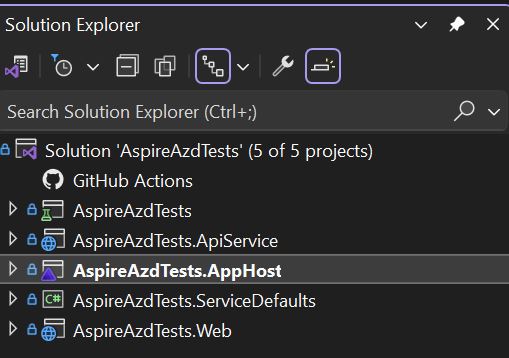 Solution Explorer
Search Solution Explorer (Ctrl+;)
Solution 'AspireAzdTests' (5 of 5 projects)
GitHub Actions
AspireAzdTests
AspireAzdTests.ApiService
AspireAzdTests.AppHost
C# AspireAzdTests.ServiceDefaults
AspireAzdTests.Web